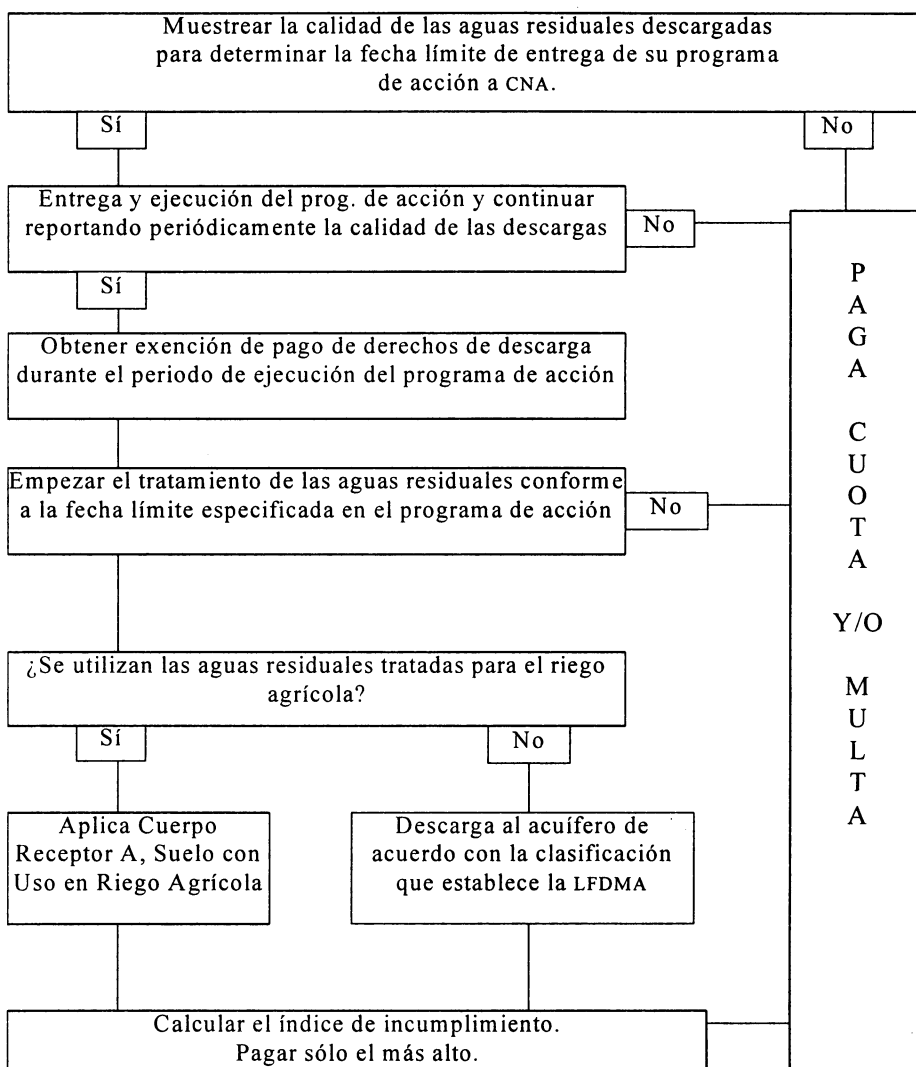 Muestrear la calidad de las aguas residuales descargadas
para determinar la fecha límite de entrega de su programa
de acción a CNA.
Sí
No
Entrega y ejecución del prog. de acción y continuar
reportando periódicamente la calidad de las descargas
No
Sí
Obtener exención de pago de derechos de descarga
durante el periodo de ejecución del programa de acción
Empezar el tratamiento de las aguas residuales conforme
a la fecha límite especificada en el programa de acción
No
¿Se utilizan las aguas residuales tratadas para el riego
agrícola?
Sí
No
Aplica Cuerpo
Receptor A, Suelo con
Uso en Riego Agrícola
Descarga al acuífero de
acuerdo con la clasificación
que establece la LFDMA
Calcular el índice de incumplimiento.
Pagar sólo el más alto.
P
A
G
A
C
U
O
T
A
Y/O
M
U
L
T
A